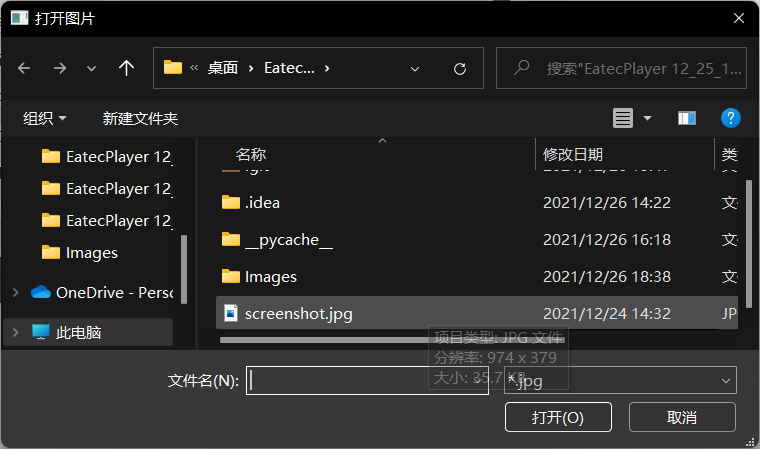 打开图片
« 桌面 › Eatec... ›
搜索"EatecPlayer 12_25_1...
组织
新建文件夹
名称
修改日期
类
EatecPlayer 12_
EatecPlayer 12_
EatecPlayer 12_
Images
OneDrive - Perso
此电脑
.idea 2021/12/26 14:22 文
__pycache__ 2021/12/26 16:18 文
Images 2021/12/26 18:38 文
screenshot.jpg 2021/12/24 14:32 JP
项目类型: JPG 文件
分辨率: 974 x 379
大小: 35.7 KB
文件名(N):
*.jpg
打开(O)
取消